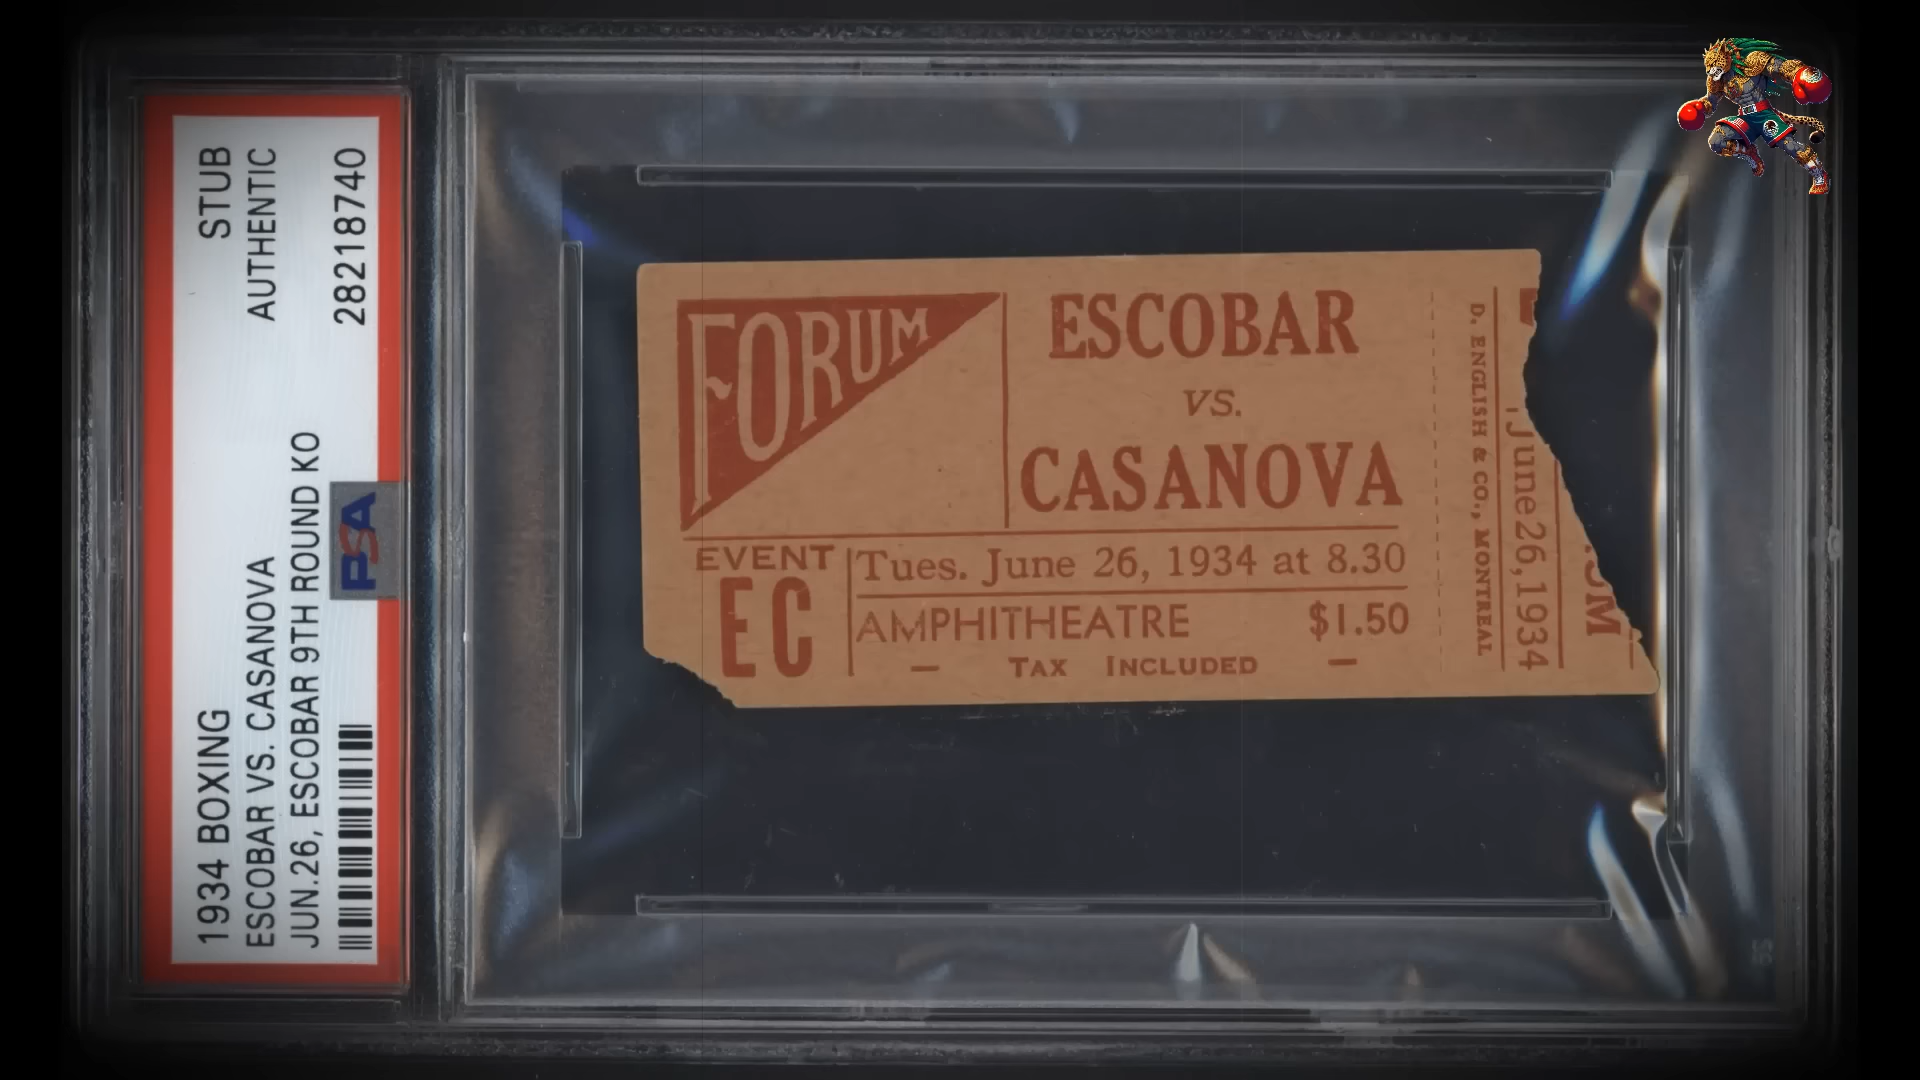 1934 BOXING
STUB
ESCOBAR VS. CASANOVA
AUTHENTIC
JUN.26, ESCOBAR 9TH ROUND KO
28218740
PSA
FORUM
ESCOBAR
VS.
CASANOVA
EVENT
EC
Tues. June 26, 1934 at 8.30
AMPHITHEATRE $1.50
— TAX INCLUDED —
D. ENGLISH & CO., MONTREAL
June 26, 1934